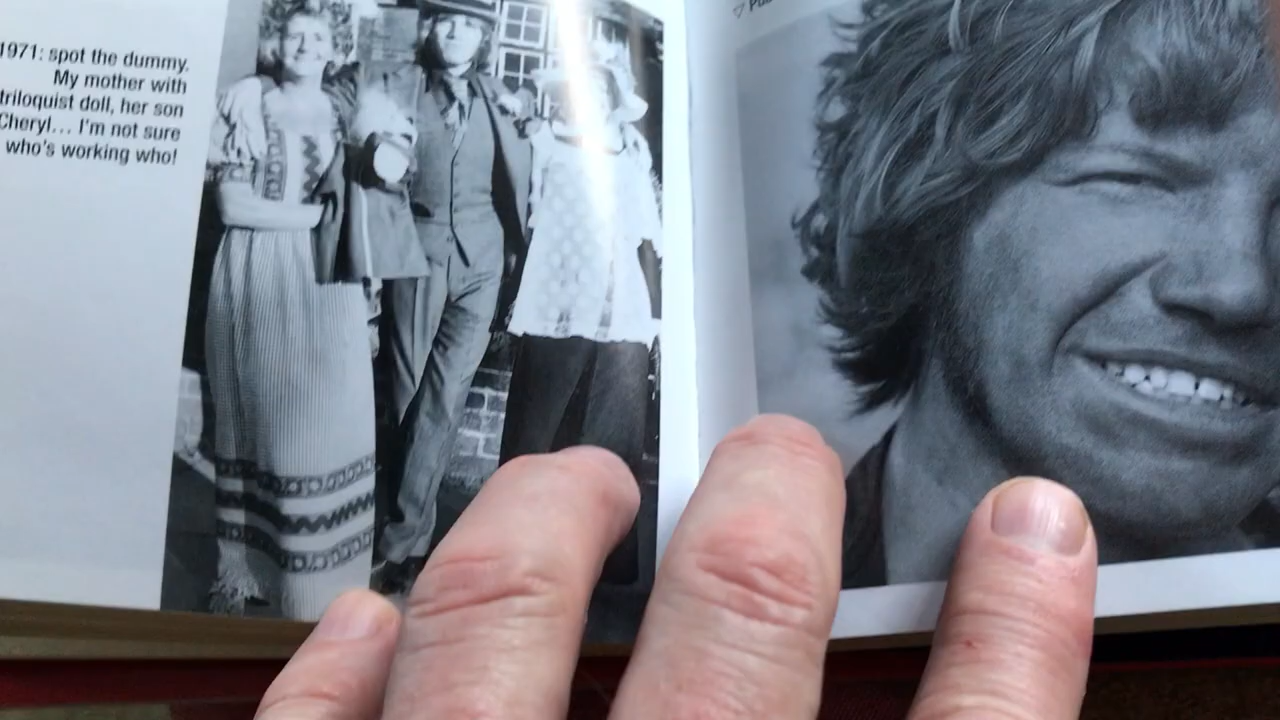 1971: spot the dummy.
My mother with
triloquist doll, her son
Cheryl... I'm not sure
who's working who!